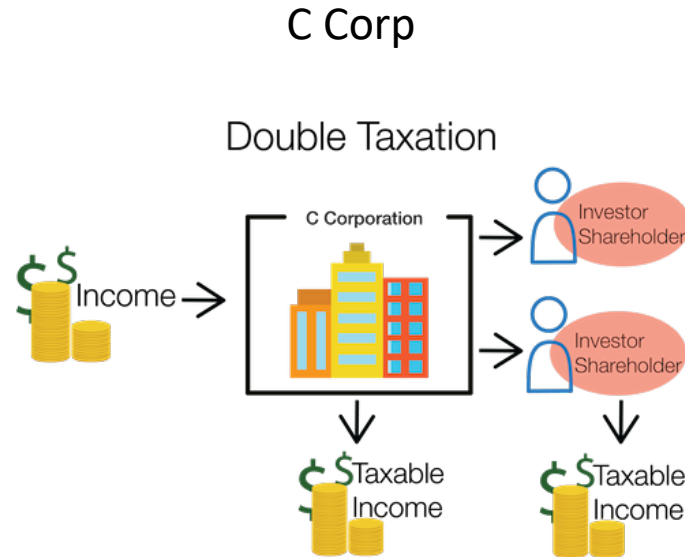 C Corp
Double Taxation
C Corporation
Investor
Shareholder
$ $ Income
Investor
Shareholder
$ $ Taxable
Income
$ $ Taxable
Income